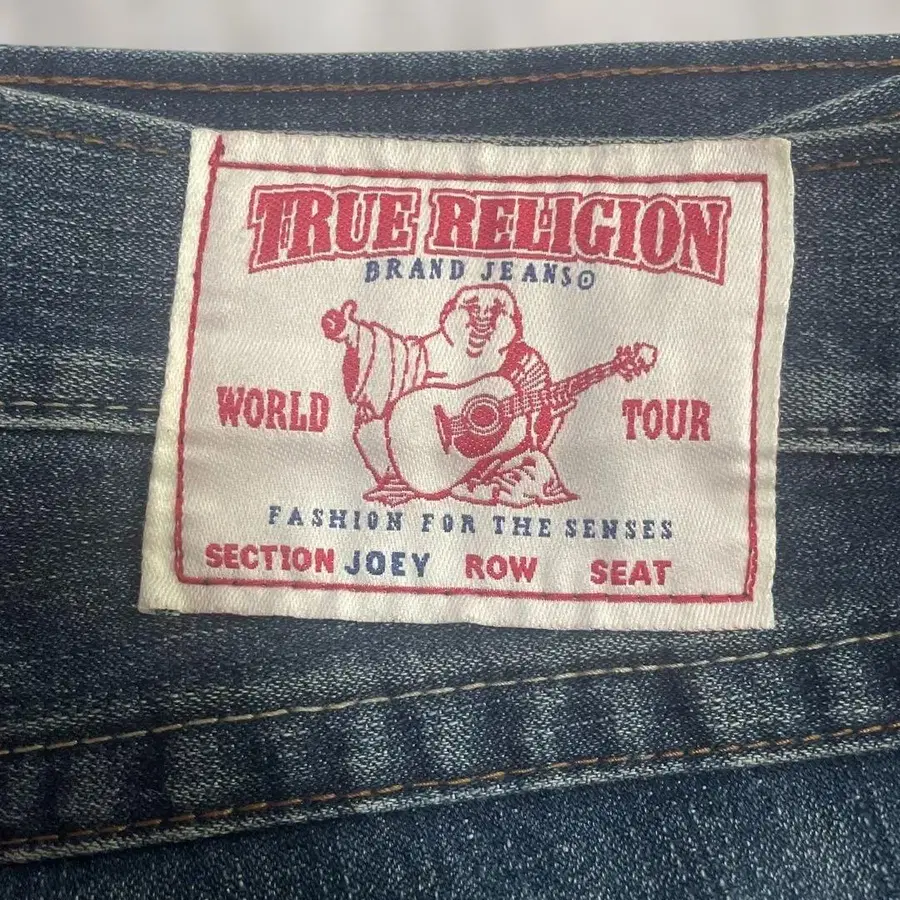 TRUE RELIGION
BRAND JEANS
WORLD TOUR
FASHION FOR THE SENSES
SECTION JOEY ROW SEAT